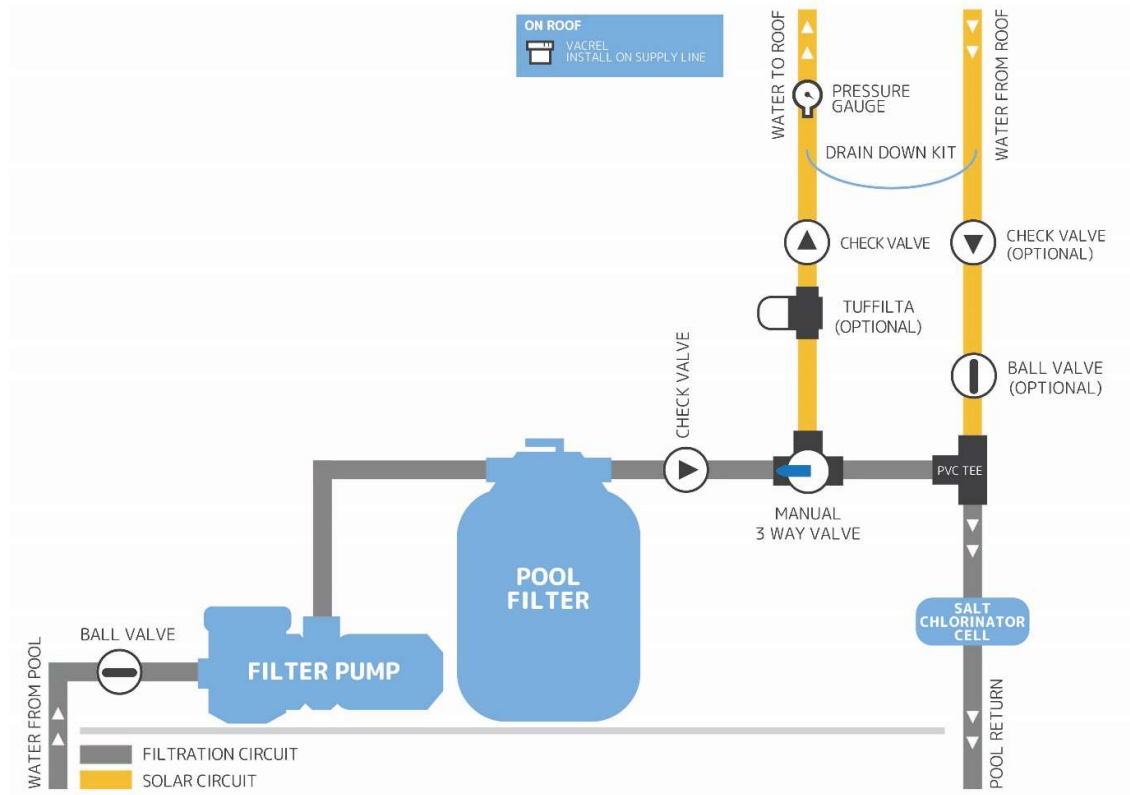 ON ROOF
VACREL
INSTALL ON SUPPLY LINE
WATER TO ROOF
WATER FROM ROOF
PRESSURE
GAUGE
DRAIN DOWN KIT
CHECK VALVE
CHECK VALVE
(OPTIONAL)
TUFFILTA
(OPTIONAL)
CHECK VALVE
BALL VALVE
(OPTIONAL)
PVC TEE
MANUAL
3 WAY VALVE
POOL
FILTER
SALT
CHLORINATOR
CELL
BALL VALVE
FILTER PUMP
WATER FROM POOL
POOL RETURN
FILTRATION CIRCUIT
SOLAR CIRCUIT